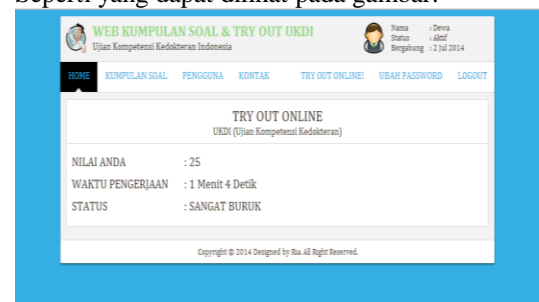 Seperti yang dapat dilihat pada gambar:
WEB KUMPULAN SOAL & TRY OUT UKDI
Ujian Kompetensi Kedokteran Indonesia
Nama : Dewa
Status : Aktif
Bergabung : 2 Jul 2014
HOME KUMPULAN SOAL PENGGUNA KONTAK TRY OUT ONLINE! UBAH PASSWORD LOGOUT
TRY OUT ONLINE
UKDI (Ujian Kompetensi Kedokteran)
NILAI ANDA : 25
WAKTU PENGERJAAN : 1 Menit 4 Detik
STATUS : SANGAT BURUK
Copyright © 2014 Designed by Ria. All Right Reserved.